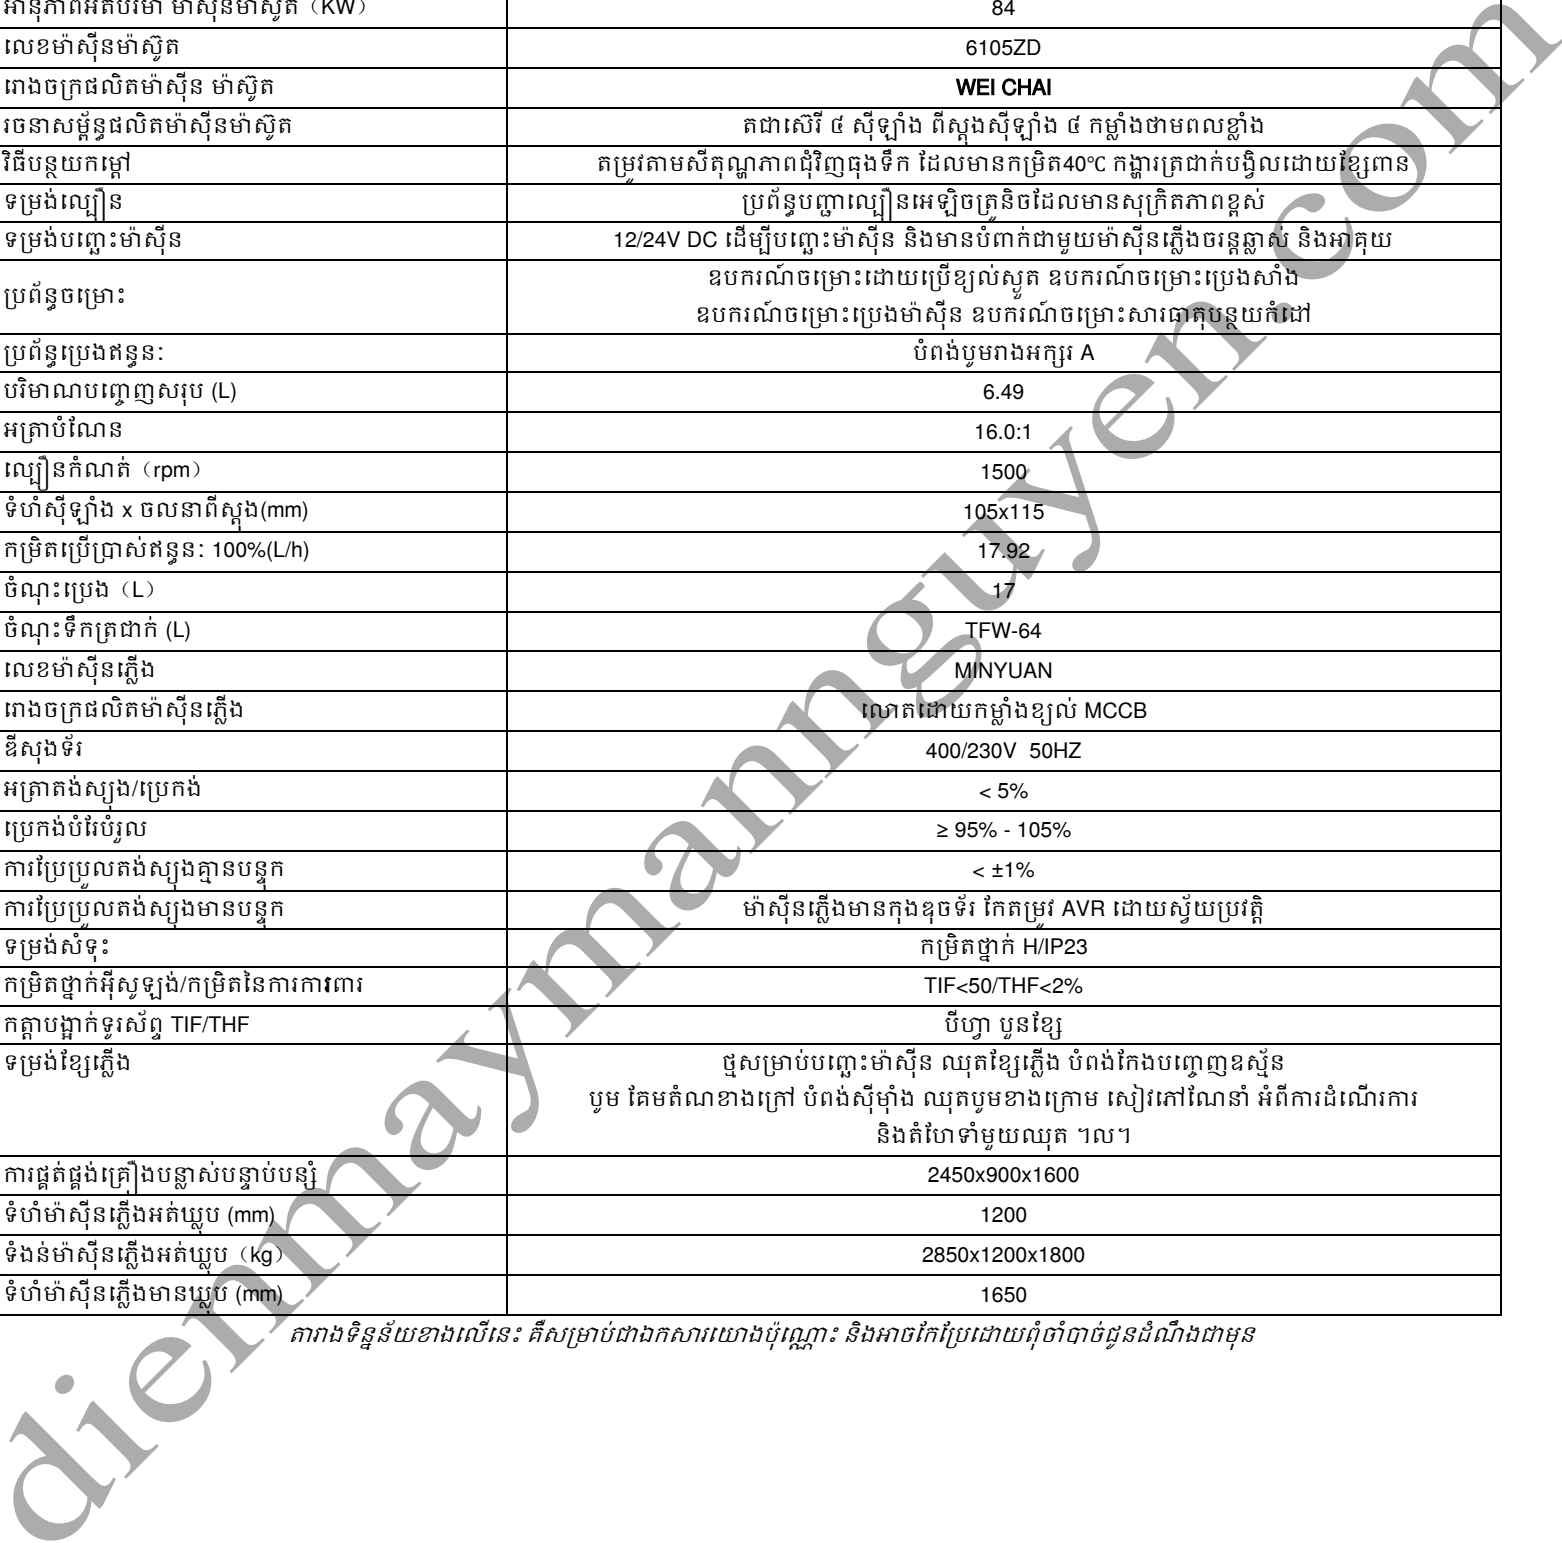 អានុភាពអតិបរិមា ម៉ាស៊ីនម៉ាស៊ូត（KW） 84
លេខម៉ាស៊ីនម៉ាស៊ូត 6105ZD
រោងចក្រផលិតម៉ាស៊ីន ម៉ាស៊ូត WEI CHAI
រចនាសម្ព័ន្ធផលិតម៉ាស៊ីនម៉ាស៊ូត តជាស៊េរី ៤ ស៊ីឡាំង ពីស្តុងស៊ីឡាំង ៤ កម្លាំងថាមពលខ្លាំង
វិធីបន្ថយកម្តៅ តម្រូវតាមសីតុណ្ហភាពជុំវិញធុងទឹក ដែលមានកម្រិត40℃ កង្ហារត្រជាក់បង្វិលដោយខ្សែពាន
ទម្រង់ល្បឿន ប្រព័ន្ធបញ្ជាល្បឿនអេឡិចត្រូនិចដែលមានសុក្រិតភាពខ្ពស់
ទម្រង់បញ្ឆេះម៉ាស៊ីន 12/24V DC ដើម្បីបញ្ឆេះម៉ាស៊ីន និងមានបំពាក់ជាមួយម៉ាស៊ីនភ្លើងចរន្តឆ្លាស់ និងអាគុយ
ប្រព័ន្ធចម្រោះ ឧបករណ៍ចម្រោះដោយប្រើខ្យល់ស្ងួត ឧបករណ៍ចម្រោះប្រេងសាំង
ឧបករណ៍ចម្រោះប្រេងម៉ាស៊ីន ឧបករណ៍ចម្រោះសារធាតុបន្ថយកំដៅ
ប្រព័ន្ធប្រេងឥន្ធនៈ បំពង់បូមរាងអក្សរ A
បរិមាណបញ្ចេញសរុប (L) 6.49
អត្រាបំណែន 16.0:1
ល្បឿនកំណត់（rpm） 1500
ទំហំស៊ីឡាំង x ចលនាពីស្តុង(mm) 105x115
កម្រិតប្រើប្រាស់ឥន្ធនៈ 100%(L/h) 17.92
ចំណុះប្រេង（L） 17
ចំណុះទឹកត្រជាក់ (L) TFW-64
លេខម៉ាស៊ីនភ្លើង MINYUAN
រោងចក្រផលិតម៉ាស៊ីនភ្លើង លោតដោយកម្លាំងខ្យល់ MCCB
ឌីសុងទ័រ 400/230V 50HZ
អត្រាតង់ស្យុង/ប្រេកង់ < 5%
ប្រេកង់បំរែបំរួល ≥ 95% - 105%
ការប្រែប្រួលតង់ស្យុងគ្មានបន្ទុក < ±1%
ការប្រែប្រួលតង់ស្យុងមានបន្ទុក ម៉ាស៊ីនភ្លើងមានកុងឌុចទ័រ កែតម្រូវ AVR ដោយស្វ័យប្រវត្តិ
ទម្រង់សំទុះ កម្រិតថ្នាក់ H/IP23
កម្រិតថ្នាក់អ៊ីសូឡង់/កម្រិតនៃការការពារ TIF<50/THF<2%
កត្តាបង្អាក់ទូរស័ព្ទ TIF/THF បីហ្វា បួនខ្សែ
ទម្រង់ខ្សែភ្លើង ថ្មសម្រាប់បញ្ឆេះម៉ាស៊ីន ឈុតខ្សែភ្លើង បំពង់កែងបញ្ចេញឧស្ម័ន
បូម គែមតំណខាងក្រៅ បំពង់ស៊ីម៉ាំង ឈុតបូមខាងក្រោម សៀវភៅណែនាំ អំពីការដំណើរការ
និងតំហែទាំមួយឈុត ។ល។
ការផ្គត់ផ្គង់គ្រឿងបន្លាស់បន្ទាប់បន្សំ 2450x900x1600
ទំហំម៉ាស៊ីនភ្លើងអត់ឃ្លុប (mm) 1200
ទំងន់ម៉ាស៊ីនភ្លើងអត់ឃ្លុប（kg） 2850x1200x1800
ទំហំម៉ាស៊ីនភ្លើងមានឃ្លុប (mm) 1650
តារាងទិន្នន័យខាងលើនេះ គឺសម្រាប់ជាឯកសារយោងប៉ុណ្ណោះ និងអាចកែប្រែដោយពុំចាំបាច់ជូនដំណឹងជាមុន
dienmaymannguyen.com